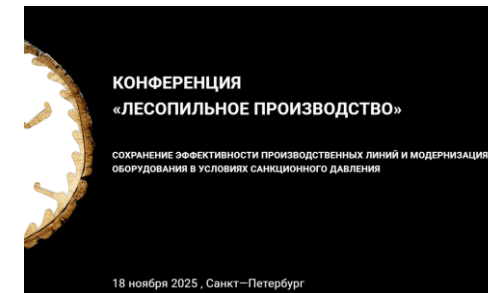 КОНФЕРЕНЦИЯ
«ЛЕСОПИЛЬНОЕ ПРОИЗВОДСТВО»
СОХРАНЕНИЕ ЭФФЕКТИВНОСТИ ПРОИЗВОДСТВЕННЫХ ЛИНИЙ И МОДЕРНИЗАЦИЯ
ОБОРУДОВАНИЯ В УСЛОВИЯХ САНКЦИОННОГО ДАВЛЕНИЯ
18 ноября 2025 , Санкт—Петербург